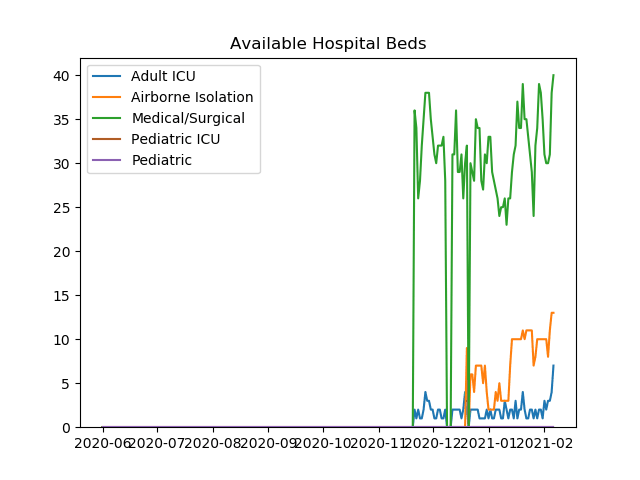 Available Hospital Beds
Adult ICU
Airborne Isolation
Medical/Surgical
Pediatric ICU
Pediatric
40
35
30
25
20
15
10
5
0
2020-06 2020-07 2020-08 2020-09 2020-10 2020-11 2020-12 2021-01 2021-02